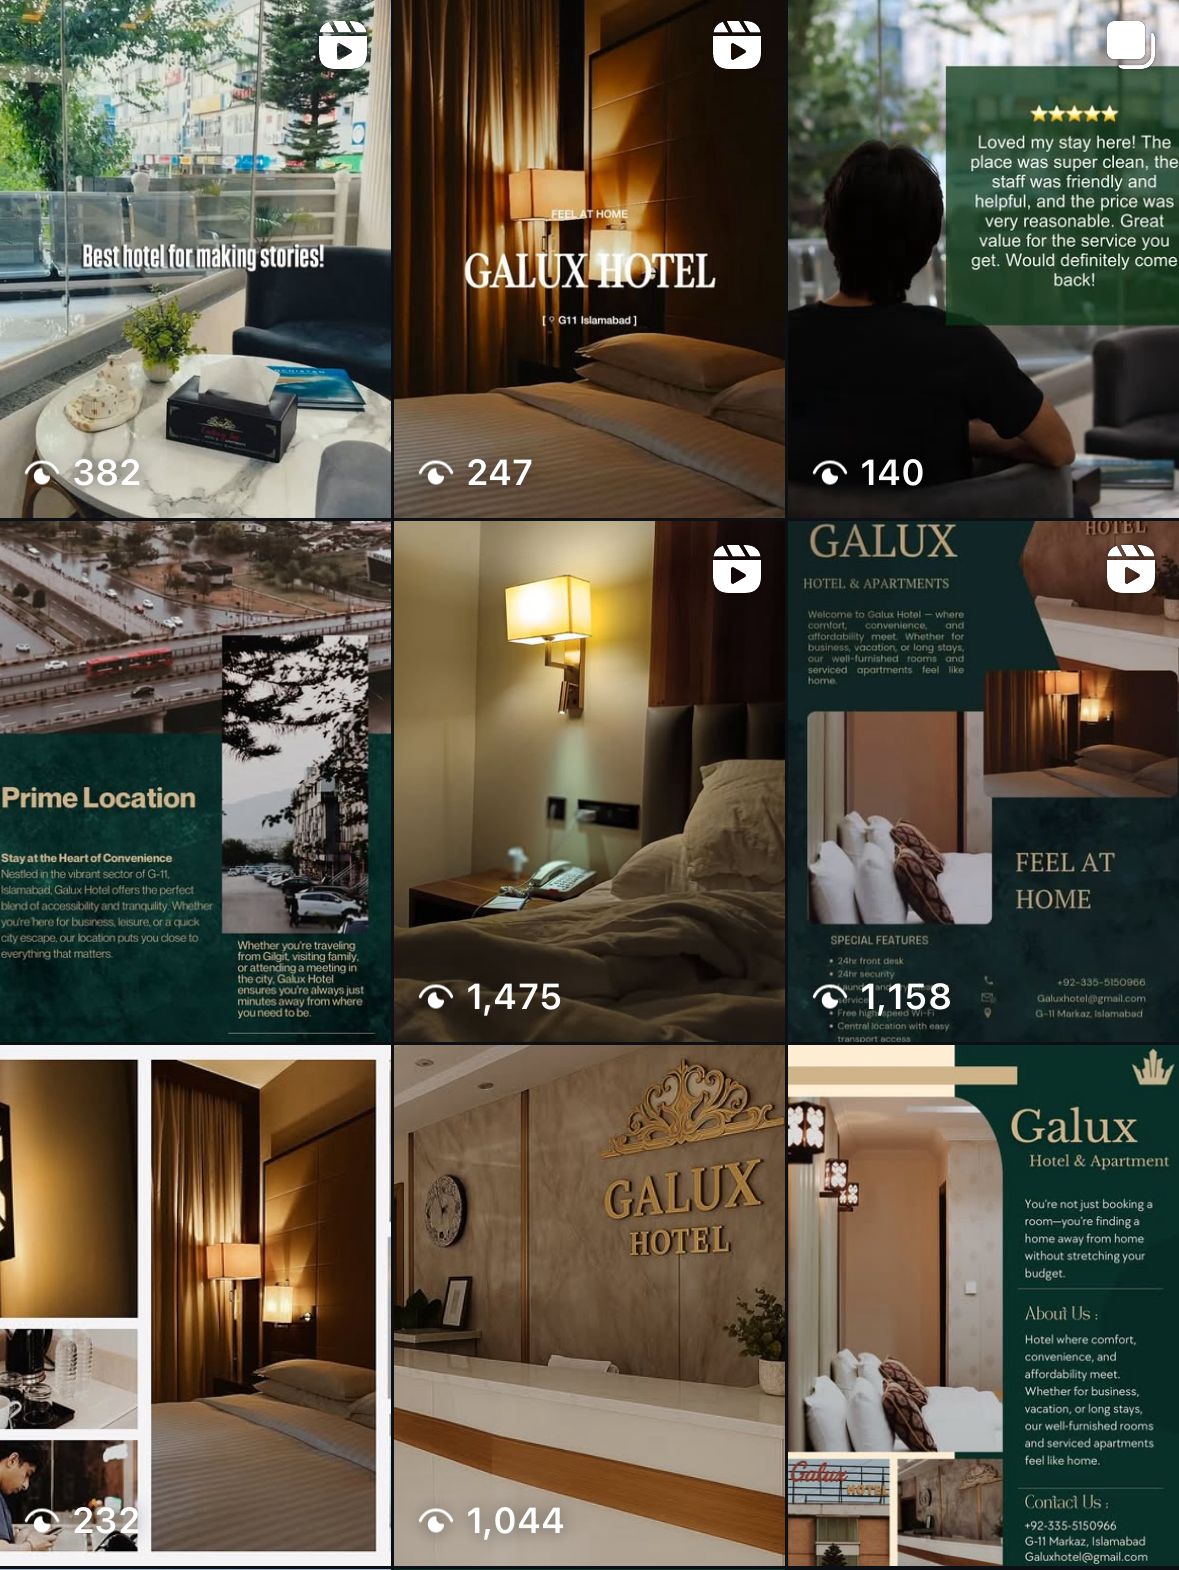 Best hotel for making stories!
382
FEEL AT HOME
GALUX HOTEL
[ G11 Islamabad ]
247
Loved my stay here! The
place was super clean, the
staff was friendly and
helpful, and the price was
very reasonable. Great
value for the service you
get. Would definitely come
back!
140
Prime Location
Stay at the Heart of Convenience
Nestled in the vibrant sector of G-11,
Islamabad, Galux Hotel offers the perfect
blend of accessibility and tranquility. Whether
you're here for business, leisure, or a quick
city escape, our location puts you close to
everything that matters.
Whether you're traveling
from Gilgit, visiting family,
or attending a meeting in
the city, Galux Hotel
ensures you're always just
minutes away from where
you need to be.
1,475
HOTEL
GALUX
HOTEL & APARTMENTS
Welcome to Galux Hotel — where
comfort, convenience, and
affordability meet. Whether for
business, vacation, or long stays,
our well-furnished rooms and
serviced apartments feel like
home.
FEEL AT
HOME
SPECIAL FEATURES
• 24hr front desk
• 24hr security
service
• Free high-speed Wi-Fi
• Central location with easy
transport access
+92-335-5150966
Galuxhotel@gmail.com
G-11 Markaz, Islamabad
1,158
232
GALUX
HOTEL
1,044
Galux
Hotel & Apartment
You're not just booking a
room—you're finding a
home away from home
without stretching your
budget.
About Us :
Hotel where comfort,
convenience, and
affordability meet.
Whether for business,
vacation, or long stays,
our well-furnished rooms
and serviced apartments
feel like home.
Contact Us :
+92-335-5150966
G-11 Markaz, Islamabad
Galuxhotel@gmail.com
Galux
HOTEL